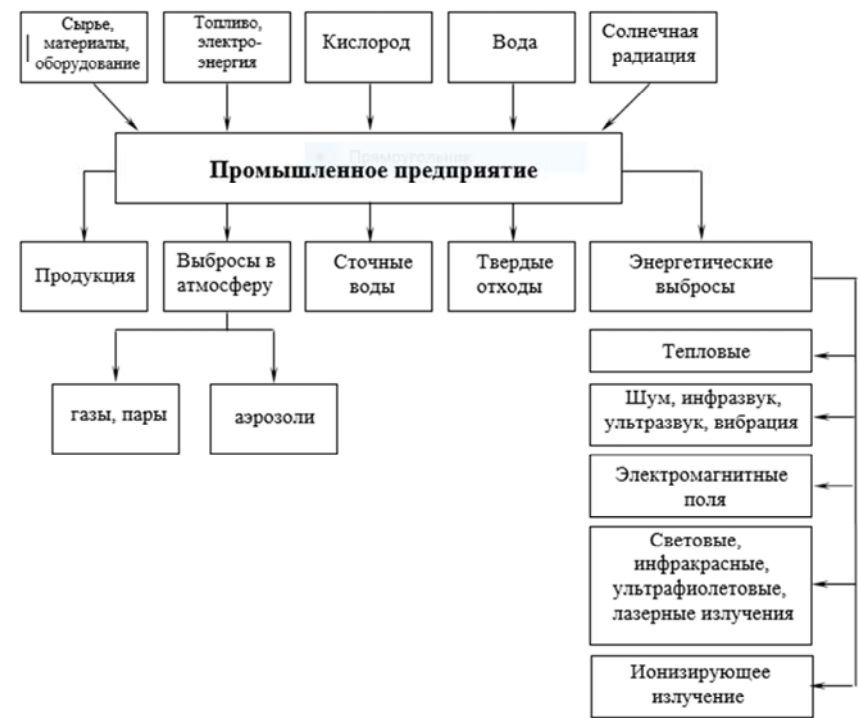 Сырье,
материалы,
оборудование
Топливо,
электро-
энергия
Кислород
Вода
Солнечная
радиация
Прямоугольник
Промышленное предприятие
Продукция
Выбросы в
атмосферу
Сточные
воды
Твердые
отходы
Энергетические
выбросы
газы, пары
аэрозоли
Тепловые
Шум, инфразвук,
ультразвук, вибрация
Электромагнитные
поля
Световые,
инфракрасные,
ультрафиолетовые,
лазерные излучения
Ионизирующее
излучение